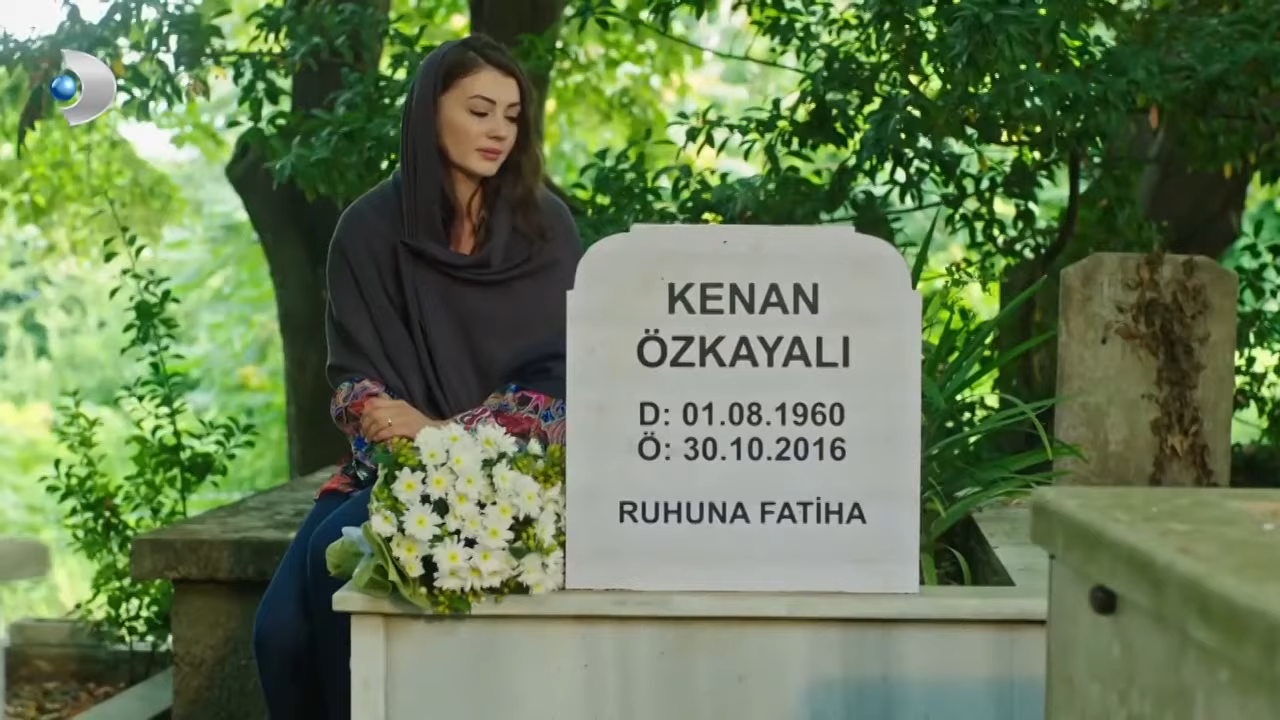 KENAN
ÖZKAYALI
D: 01.08.1960
Ö: 30.10.2016
RUHUNA FATİHA